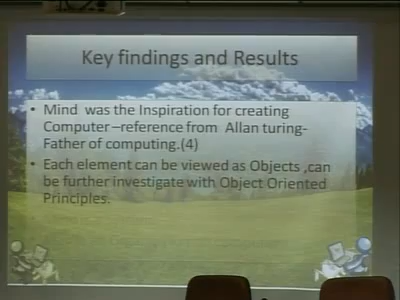 Key findings and Results
• Mind was the Inspiration for creating
Computer –reference from Allan turing-
Father of computing.(4)
• Each element can be viewed as Objects ,can
be further investigate with Object Oriented
Principles.